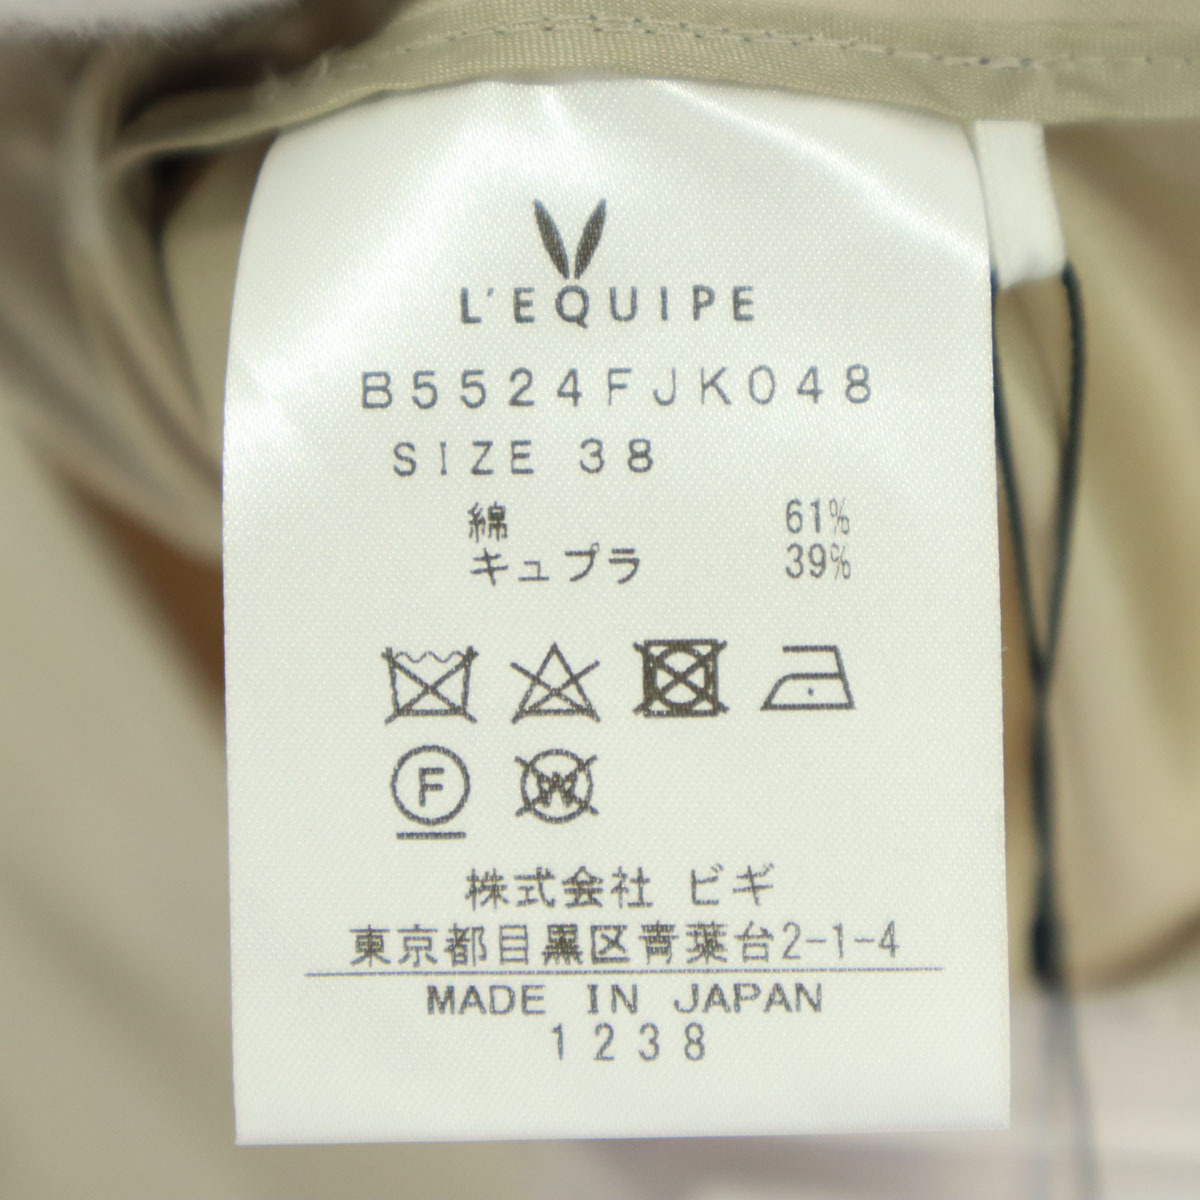 L'EQUIPE
B5524FJK048
SIZE 38
綿 61%
キュプラ 39%
F
W
株式会社 ビギ
東京都目黒区青葉台2-1-4
MADE IN JAPAN
1238